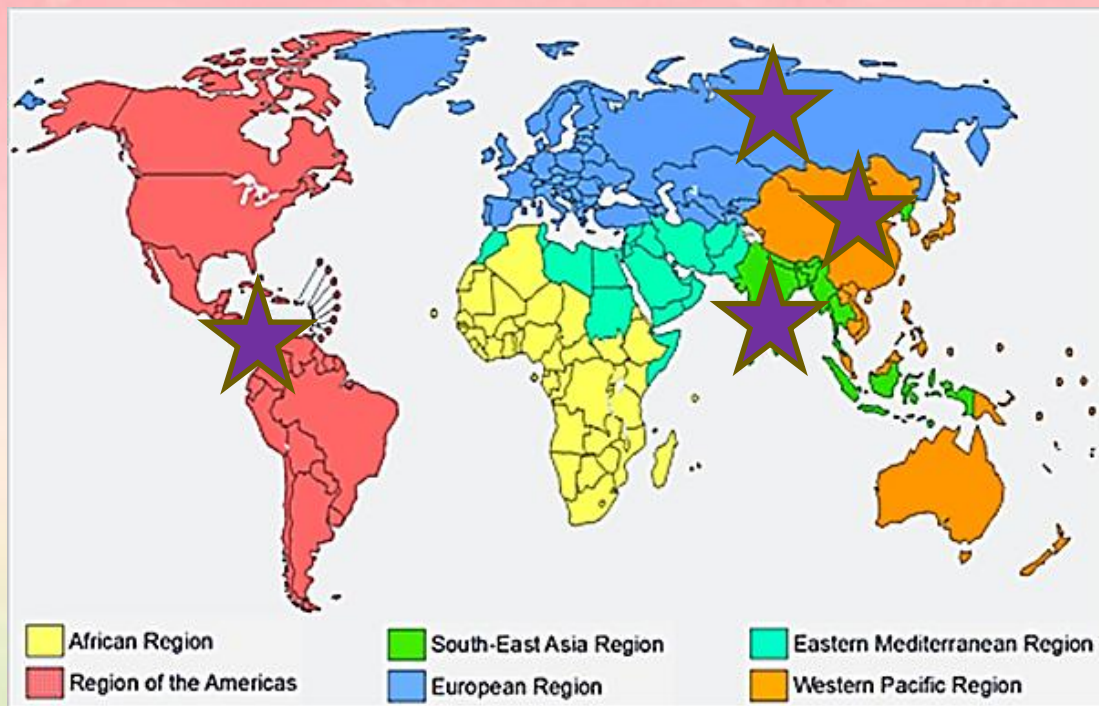 African Region
South-East Asia Region
Eastern Mediterranean Region
Region of the Americas
European Region
Western Pacific Region